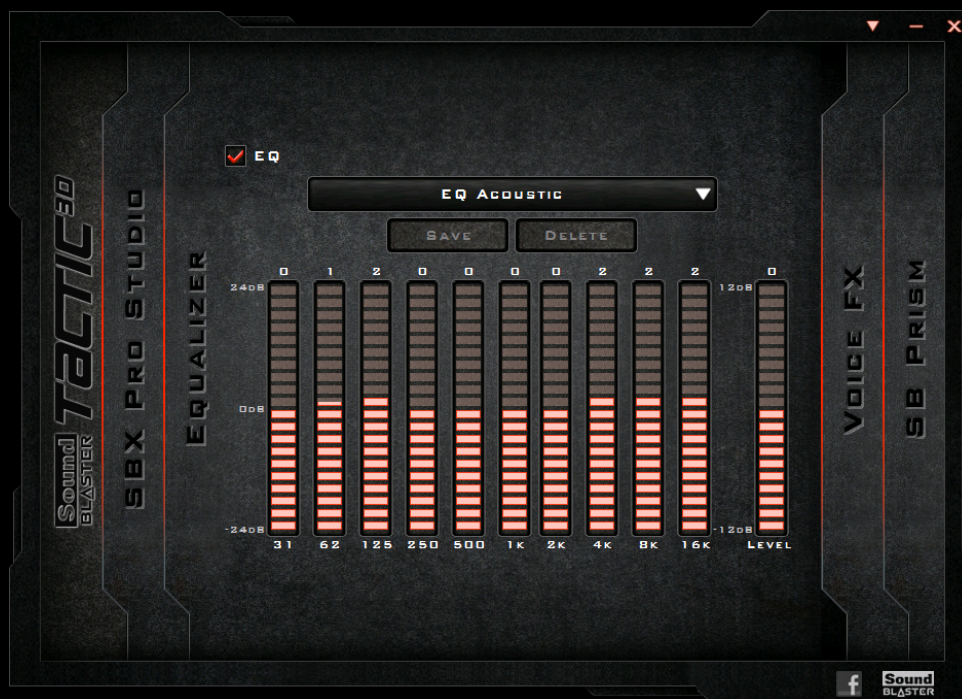 EQ
EQ Acoustic
Save
Delete
0 1 2 0 0 0 0 2 2 2 0
24dB
12dB
0dB
-24dB
-12dB
31 62 125 250 500 1k 2k 4k 8k 16k Level
Sound BLASTER
Tactic3D
SBX Pro Studio
Equalizer
Voice FX
SB Prism
f
Sound BLASTER